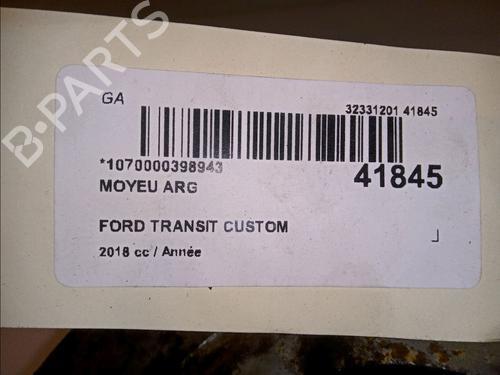 B-PARTS
GA
32331201 41845
*1070000398943
41845
MOYEU ARG
FORD TRANSIT CUSTOM
2018 cc / Année